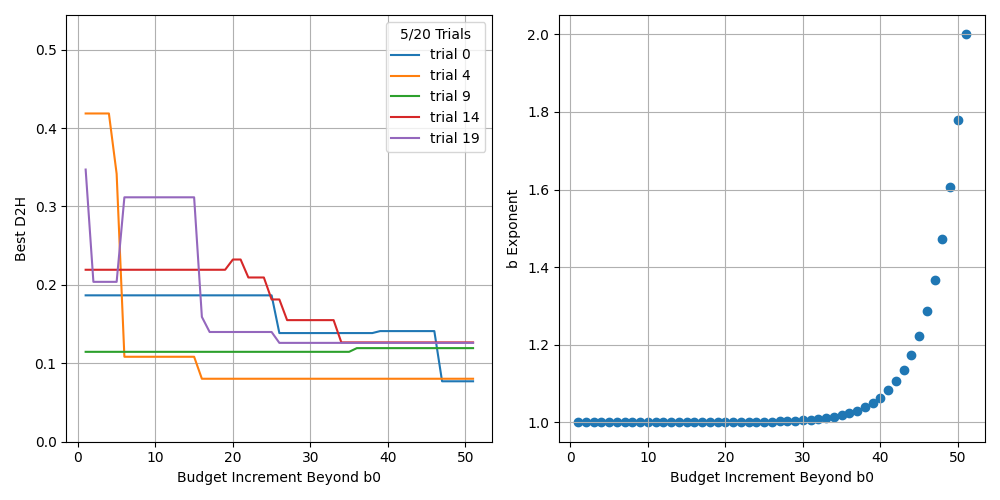 5/20 Trials
trial 0
trial 4
trial 9
trial 14
trial 19
Best D2H
0.5
0.4
0.3
0.2
0.1
0.0
0 10 20 30 40 50
Budget Increment Beyond b0
b Exponent
2.0
1.8
1.6
1.4
1.2
1.0
0 10 20 30 40 50
Budget Increment Beyond b0